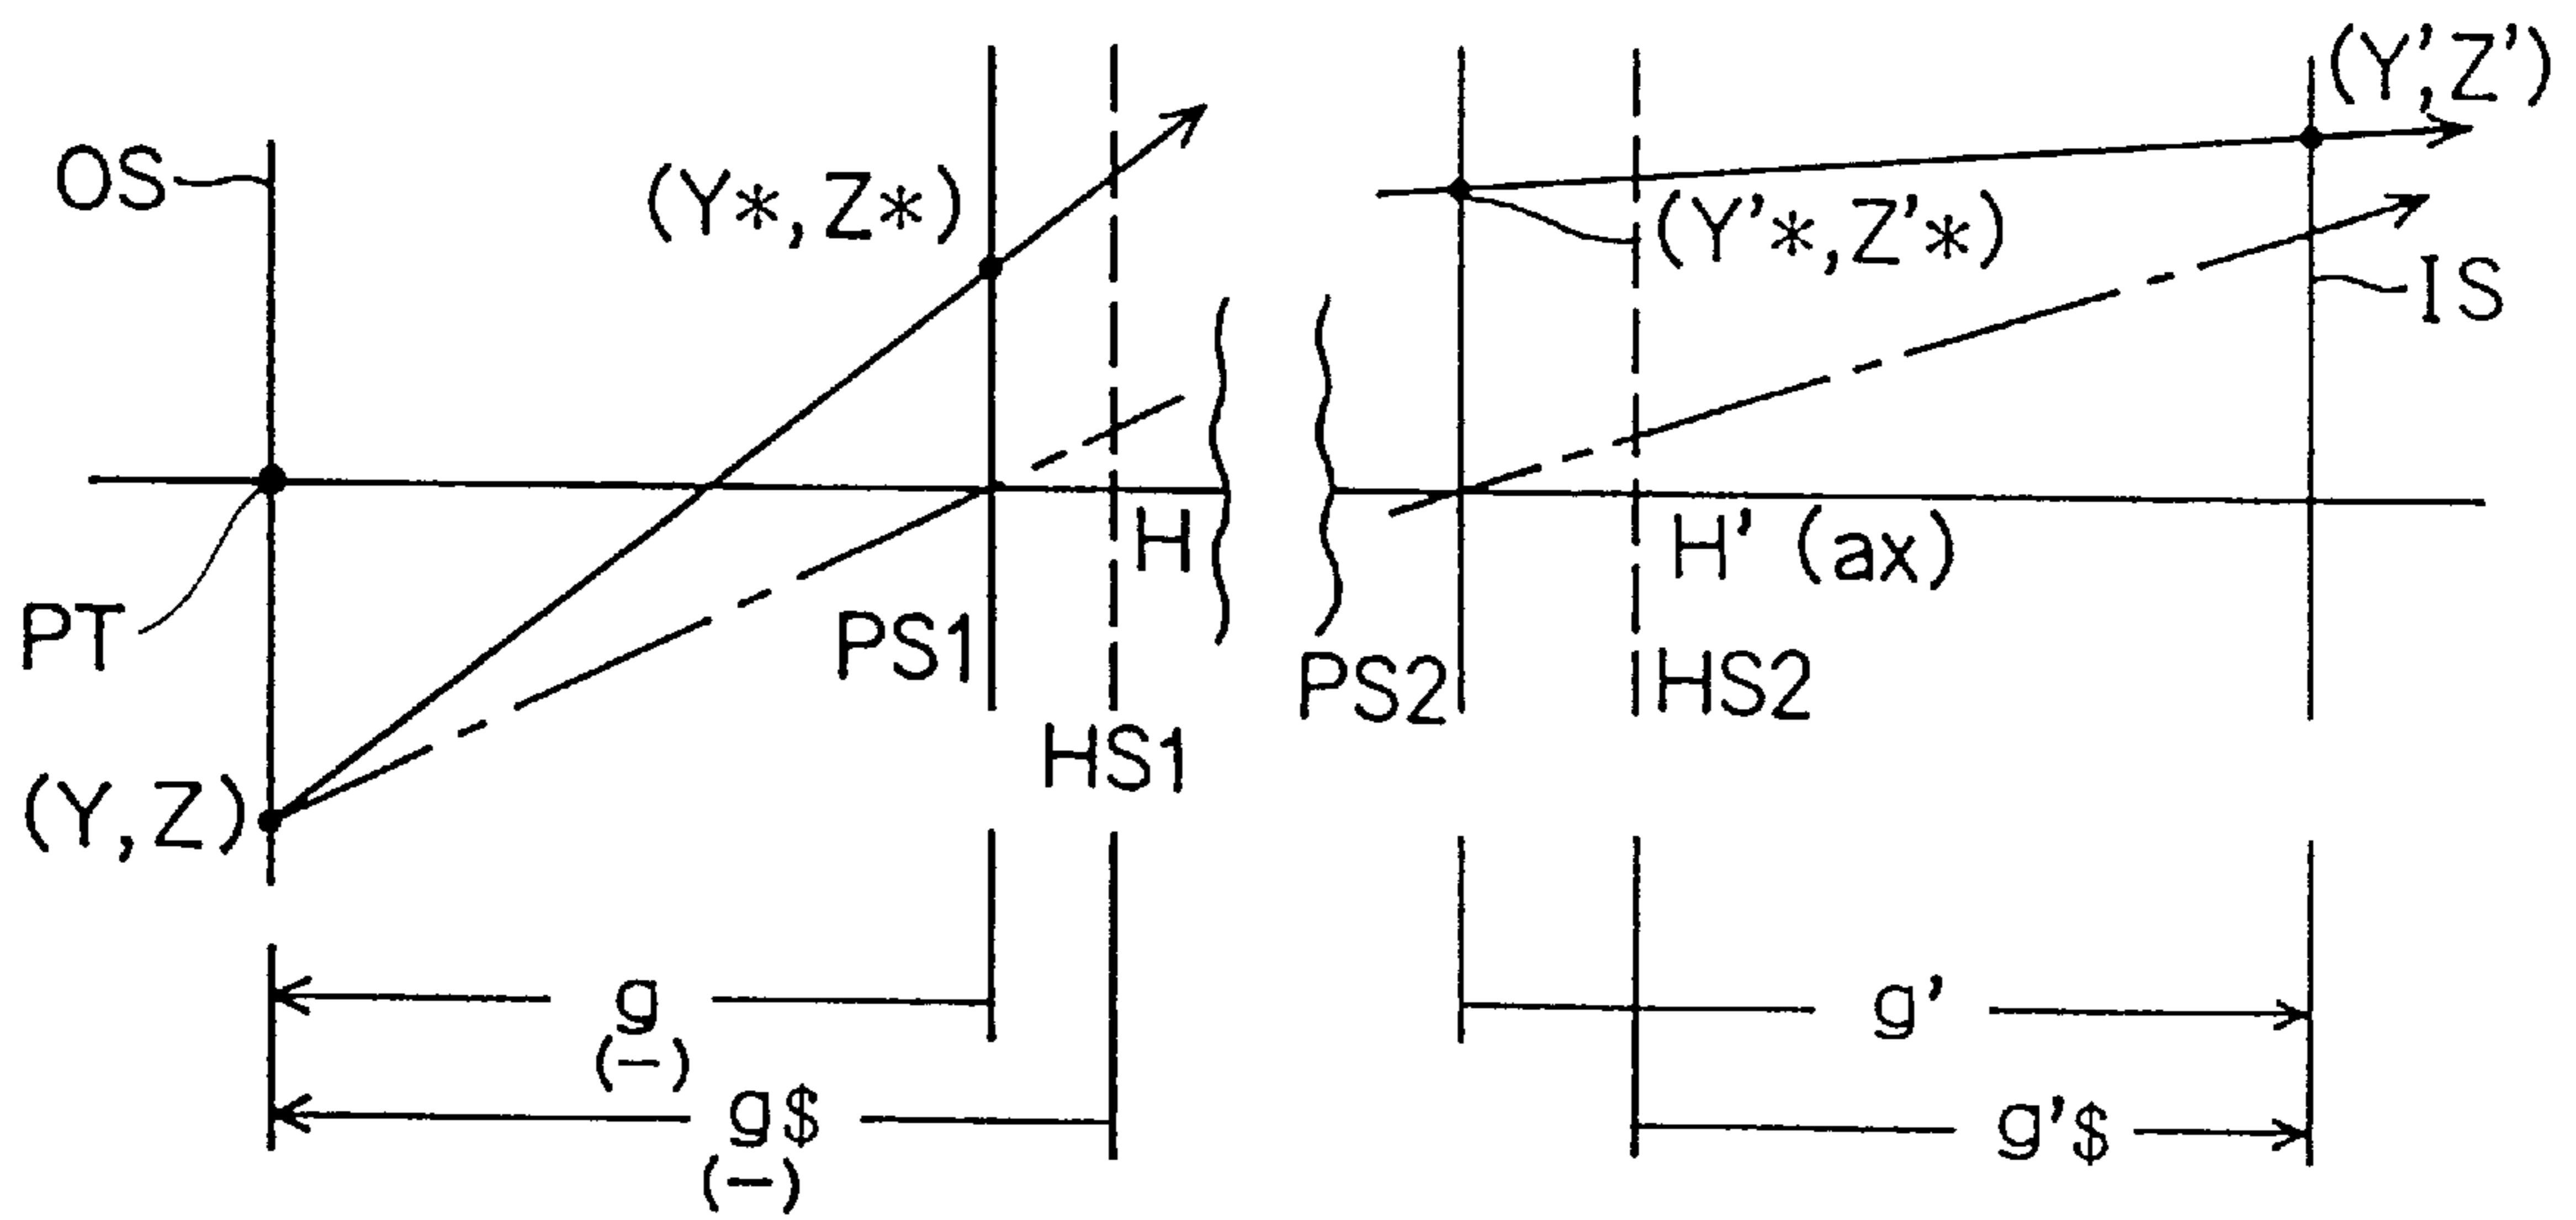 (Y',Z')
OS
(Y*,Z*)
(Y'*,Z'*)
IS
H
H' (ax)
PT
PS1
PS2
HS2
HS1
(Y,Z)
g
(-)
g'
g$
(-)
g'$